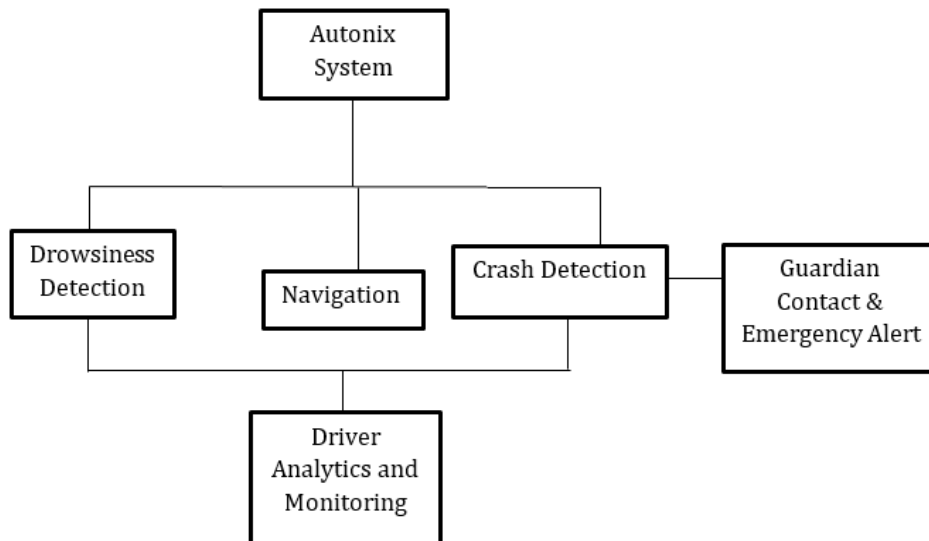 Autonix
System
Drowsiness
Detection
Navigation
Crash Detection
Guardian
Contact &
Emergency Alert
Driver
Analytics and
Monitoring